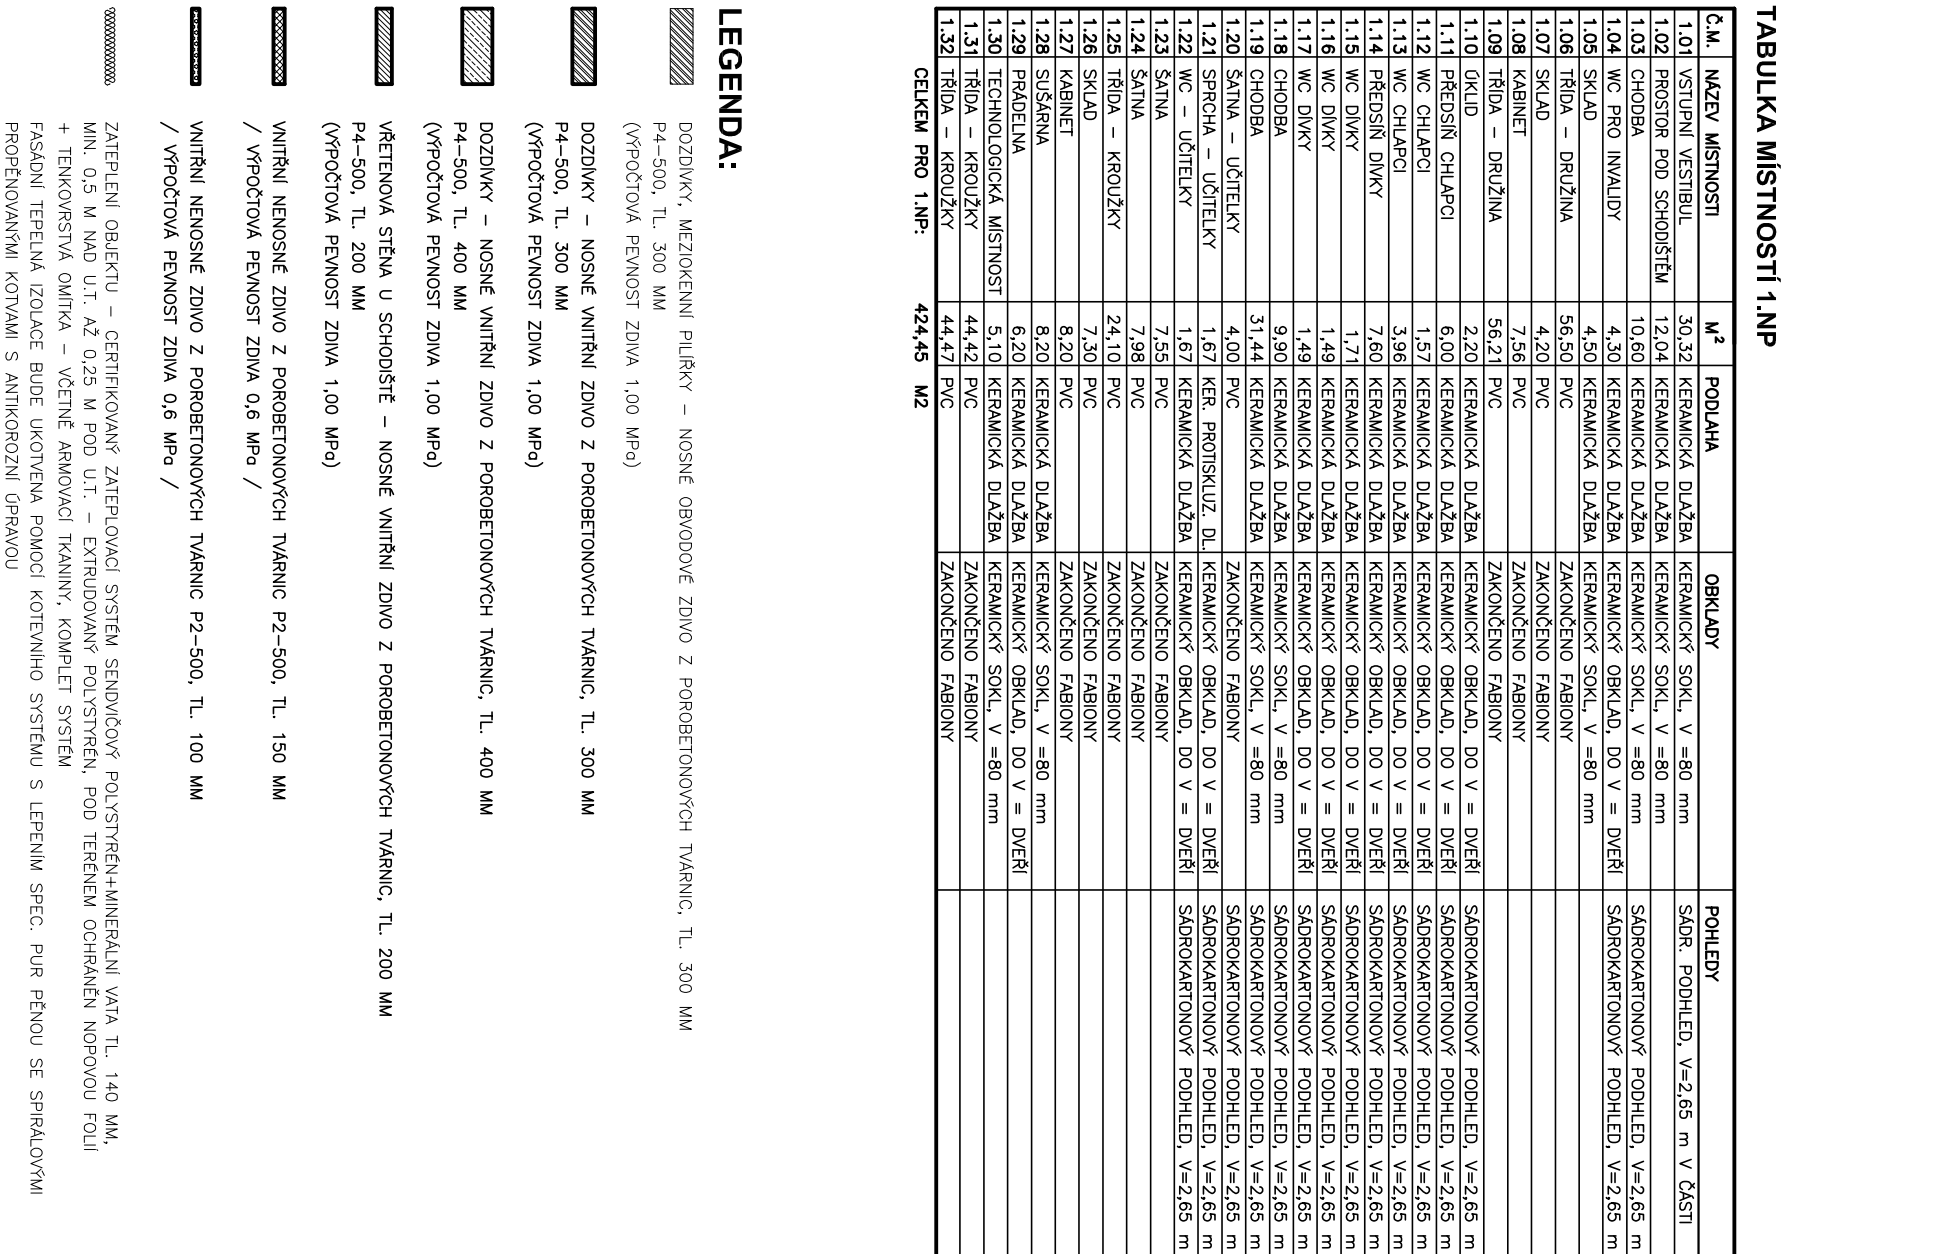 TABULKA MÍSTNOSTÍ 1.NP
Č.M. NÁZEV MÍSTNOSTI M² PODLAHA OBKLADY POHLEDY
1.01 VSTUPNÍ VESTIBUL 30,32 KERAMICKÁ DLAŽBA KERAMICKÝ SOKL, V =80 mm SÁDR. PODHLED, V=2,65 m V ČÁSTI
1.02 PROSTOR POD SCHODIŠTĚM 12,04 KERAMICKÁ DLAŽBA KERAMICKÝ SOKL, V =80 mm
1.03 CHODBA 10,60 KERAMICKÁ DLAŽBA KERAMICKÝ SOKL, V =80 mm SÁDROKARTONOVÝ PODHLED, V=2,65 m
1.04 WC PRO INVALIDY 4,30 KERAMICKÁ DLAŽBA KERAMICKÝ OBKLAD, DO V = DVEŘÍ SÁDROKARTONOVÝ PODHLED, V=2,65 m
1.05 SKLAD 4,50 KERAMICKÁ DLAŽBA KERAMICKÝ SOKL, V =80 mm
1.06 TŘÍDA – DRUŽINA 56,50 PVC ZAKONČENO FABIONY
1.07 SKLAD 4,20 PVC ZAKONČENO FABIONY
1.08 KABINET 7,56 PVC ZAKONČENO FABIONY
1.09 TŘÍDA – DRUŽINA 56,21 PVC ZAKONČENO FABIONY
1.10 ÚKLID 2,20 KERAMICKÁ DLAŽBA KERAMICKÝ OBKLAD, DO V = DVEŘÍ SÁDROKARTONOVÝ PODHLED, V=2,65 m
1.11 PŘEDSÍŇ CHLAPCI 6,00 KERAMICKÁ DLAŽBA KERAMICKÝ OBKLAD, DO V = DVEŘÍ SÁDROKARTONOVÝ PODHLED, V=2,65 m
1.12 WC CHLAPCI 1,57 KERAMICKÁ DLAŽBA KERAMICKÝ OBKLAD, DO V = DVEŘÍ SÁDROKARTONOVÝ PODHLED, V=2,65 m
1.13 WC CHLAPCI 3,96 KERAMICKÁ DLAŽBA KERAMICKÝ OBKLAD, DO V = DVEŘÍ SÁDROKARTONOVÝ PODHLED, V=2,65 m
1.14 PŘEDSÍŇ DÍVKY 7,60 KERAMICKÁ DLAŽBA KERAMICKÝ OBKLAD, DO V = DVEŘÍ SÁDROKARTONOVÝ PODHLED, V=2,65 m
1.15 WC DÍVKY 1,71 KERAMICKÁ DLAŽBA KERAMICKÝ OBKLAD, DO V = DVEŘÍ SÁDROKARTONOVÝ PODHLED, V=2,65 m
1.16 WC DÍVKY 1,49 KERAMICKÁ DLAŽBA KERAMICKÝ OBKLAD, DO V = DVEŘÍ SÁDROKARTONOVÝ PODHLED, V=2,65 m
1.17 WC DÍVKY 1,49 KERAMICKÁ DLAŽBA KERAMICKÝ OBKLAD, DO V = DVEŘÍ SÁDROKARTONOVÝ PODHLED, V=2,65 m
1.18 CHODBA 9,90 KERAMICKÁ DLAŽBA KERAMICKÝ SOKL, V =80 mm SÁDROKARTONOVÝ PODHLED, V=2,65 m
1.19 CHODBA 31,44 KERAMICKÁ DLAŽBA KERAMICKÝ SOKL, V =80 mm SÁDROKARTONOVÝ PODHLED, V=2,65 m
1.20 ŠATNA – UČITELKY 4,00 PVC ZAKONČENO FABIONY SÁDROKARTONOVÝ PODHLED, V=2,65 m
1.21 SPRCHA – UČITELKY 1,67 KER. PROTISKLUZ. DL. KERAMICKÝ OBKLAD, DO V = DVEŘÍ SÁDROKARTONOVÝ PODHLED, V=2,65 m
1.22 WC – UČITELKY 1,67 KERAMICKÁ DLAŽBA KERAMICKÝ OBKLAD, DO V = DVEŘÍ SÁDROKARTONOVÝ PODHLED, V=2,65 m
1.23 ŠATNA 7,55 PVC ZAKONČENO FABIONY
1.24 ŠATNA 7,98 PVC ZAKONČENO FABIONY
1.25 TŘÍDA – KROUŽKY 24,10 PVC ZAKONČENO FABIONY
1.26 SKLAD 7,30 PVC ZAKONČENO FABIONY
1.27 KABINET 8,20 PVC ZAKONČENO FABIONY
1.28 SUŠÁRNA 8,20 KERAMICKÁ DLAŽBA KERAMICKÝ SOKL, V =80 mm
1.29 PRÁDELNA 6,20 KERAMICKÁ DLAŽBA KERAMICKÝ OBKLAD, DO V = DVEŘÍ
1.30 TECHNOLOGICKÁ MÍSTNOST 5,10 KERAMICKÁ DLAŽBA KERAMICKÝ SOKL, V =80 mm
1.31 TŘÍDA – KROUŽKY 44,42 PVC ZAKONČENO FABIONY
1.32 TŘÍDA – KROUŽKY 44,47 PVC ZAKONČENO FABIONY
CELKEM PRO 1.NP: 424,45 M2
LEGENDA:
DOZDÍVKY, MEZIOKENNÍ PILÍŘKY – NOSNÉ OBVODOVÉ ZDIVO Z POROBETONOVÝCH TVÁRNIC, TL. 300 MM
P4–500, TL. 300 MM
(VÝPOČTOVÁ PEVNOST ZDIVA 1,00 MPa)
DOZDÍVKY – NOSNÉ VNITŘNÍ ZDIVO Z POROBETONOVÝCH TVÁRNIC, TL. 300 MM
P4–500, TL. 300 MM
(VÝPOČTOVÁ PEVNOST ZDIVA 1,00 MPa)
DOZDÍVKY – NOSNÉ VNITŘNÍ ZDIVO Z POROBETONOVÝCH TVÁRNIC, TL. 400 MM
P4–500, TL. 400 MM
(VÝPOČTOVÁ PEVNOST ZDIVA 1,00 MPa)
VŘETENOVÁ STĚNA U SCHODIŠTĚ – NOSNÉ VNITŘNÍ ZDIVO Z POROBETONOVÝCH TVÁRNIC, TL. 200 MM
P4–500, TL. 200 MM
(VÝPOČTOVÁ PEVNOST ZDIVA 1,00 MPa)
VNITŘNÍ NENOSNÉ ZDIVO Z POROBETONOVÝCH TVÁRNIC P2–500, TL. 150 MM
/ VÝPOČTOVÁ PEVNOST ZDIVA 0,6 MPa /
VNITŘNÍ NENOSNÉ ZDIVO Z POROBETONOVÝCH TVÁRNIC P2–500, TL. 100 MM
/ VÝPOČTOVÁ PEVNOST ZDIVA 0,6 MPa /
ZATEPLENÍ OBJEKTU – CERTIFIKOVANÝ ZATEPLOVACÍ SYSTÉM SENDVIČOVÝ POLYSTYRÉN+MINERÁLNÍ VATA TL. 140 MM,
MIN. 0,5 M NAD U.T. AŽ 0,25 M POD U.T. – EXTRUDOVANÝ POLYSTYRÉN, POD TERÉNEM OCHRÁNĚN NOPOVOU FOLIÍ
+ TENKOVRSTVÁ OMÍTKA – VČETNĚ ARMOVACÍ TKANINY, KOMPLET SYSTÉM
FASÁDNÍ TEPELNÁ IZOLACE BUDE UKOTVENA POMOCÍ KOTEVNÍHO SYSTÉMU S LEPENÍM SPEC. PUR PĚNOU SE SPIRÁLOVÝMI
PROPĚNOVANÝMI KOTVAMI S ANTIKOROZNÍ ÚPRAVOU